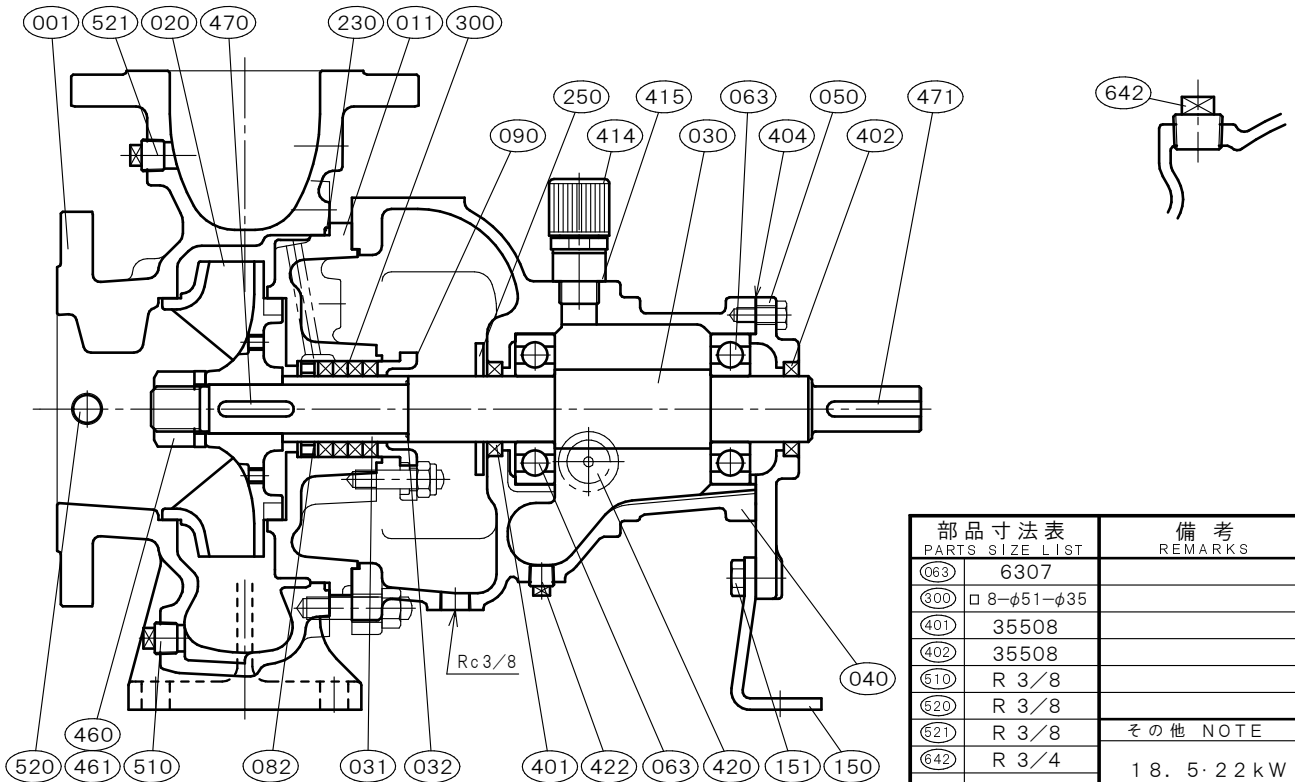 001 521 020 470 230 011 300
250 415 063 050 471 642
090 414 030 404 402
Rc3/8
040
460
520 461 510 082 031 032 401 422 063 420 151 150
部品寸法表 備考
PARTS SIZE LIST REMARKS
063 6307
300 □ 8−φ51−φ35
401 35508
402 35508
510 R 3/8
520 R 3/8
521 R 3/8
642 R 3/4
その他 NOTE
18. 5·22kW